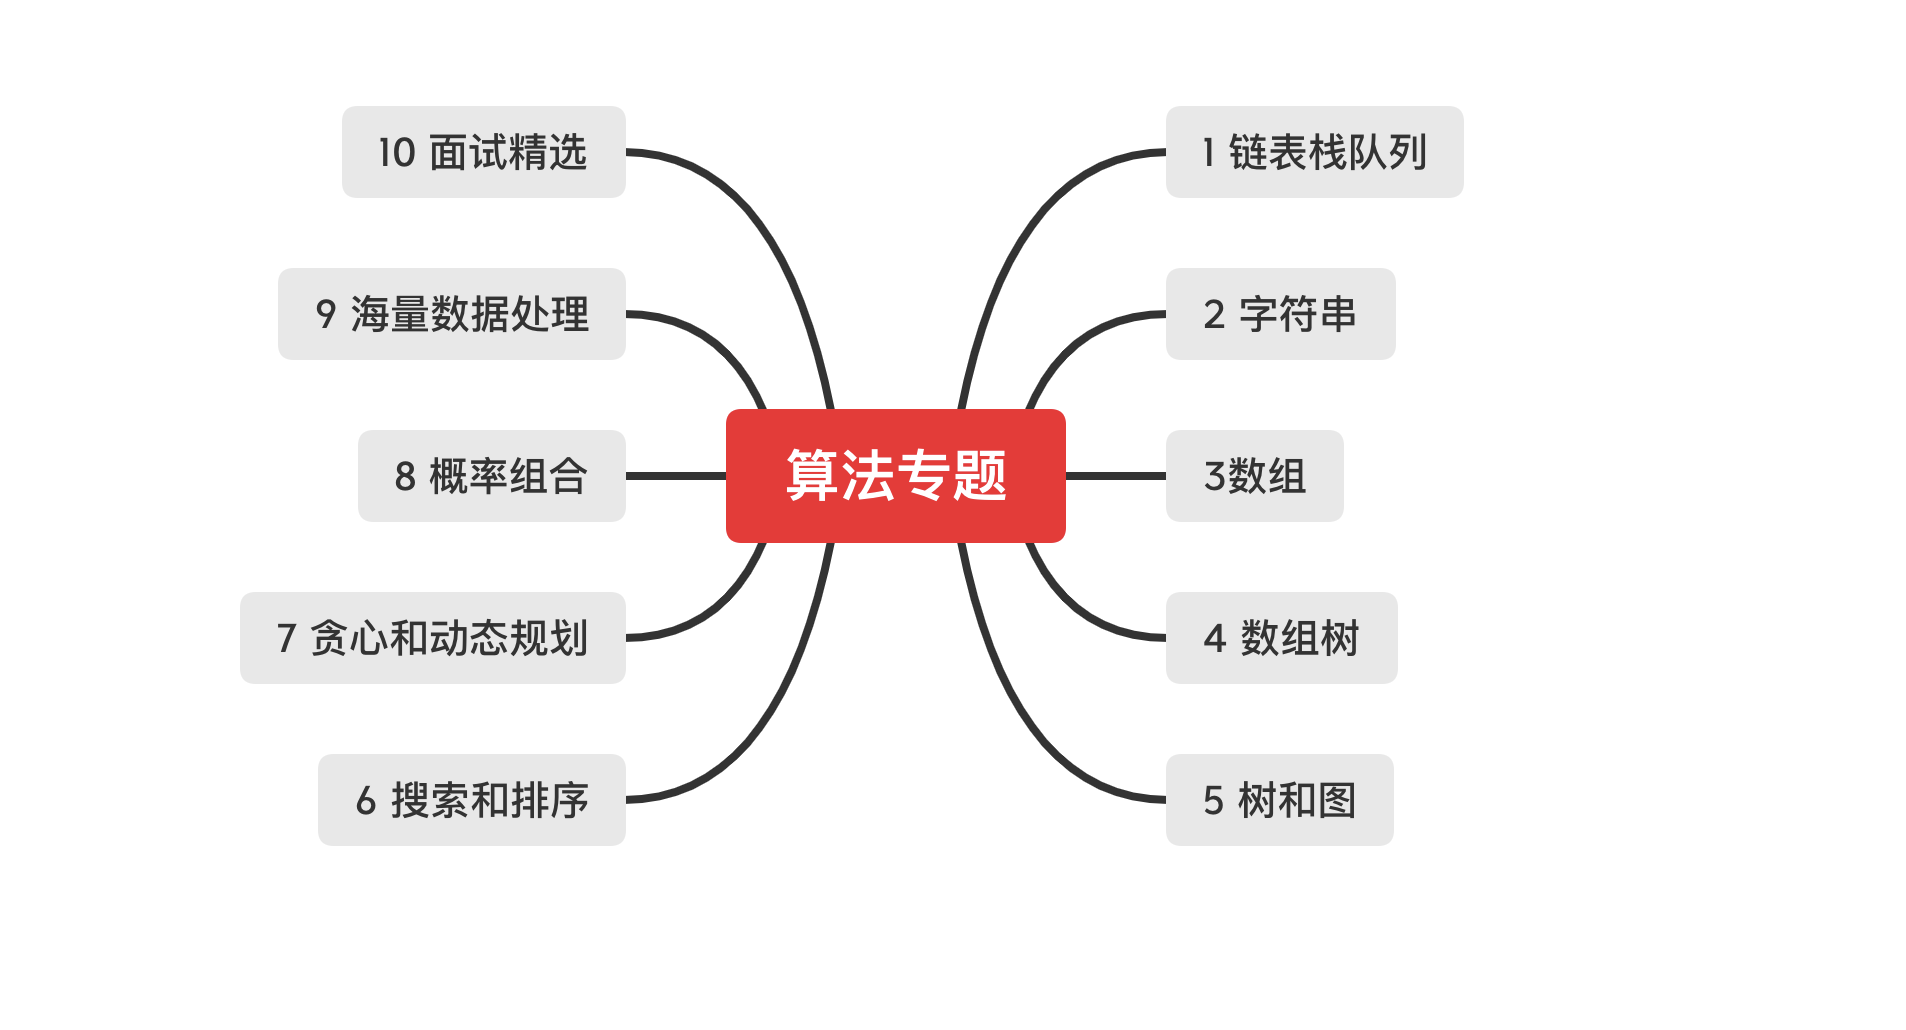 算法专题
1 链表栈队列
2 字符串
3数组
4 数组树
5 树和图
6 搜索和排序
7 贪心和动态规划
8 概率组合
9 海量数据处理
10 面试精选